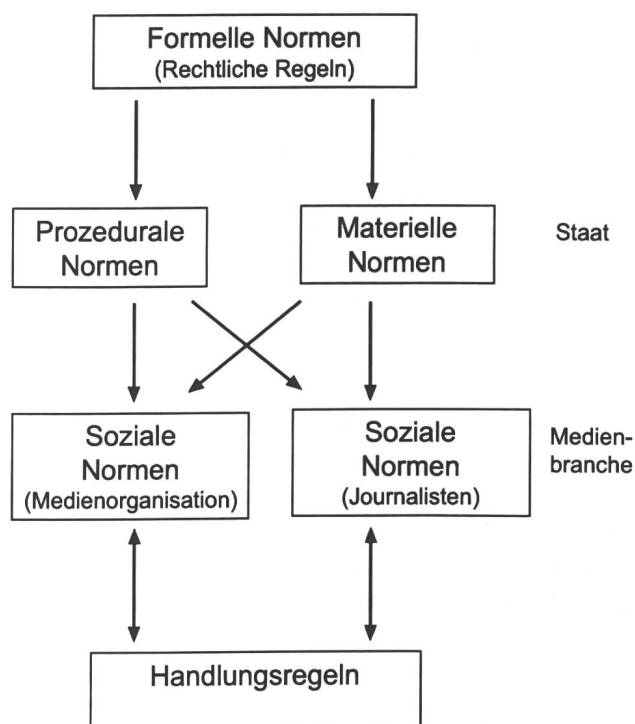 Formelle Normen
(Rechtliche Regeln)
Prozedurale
Normen
Materielle
Normen
Staat
Soziale
Normen
(Medienorganisation)
Soziale
Normen
(Journalisten)
Medien-
branche
Handlungsregeln